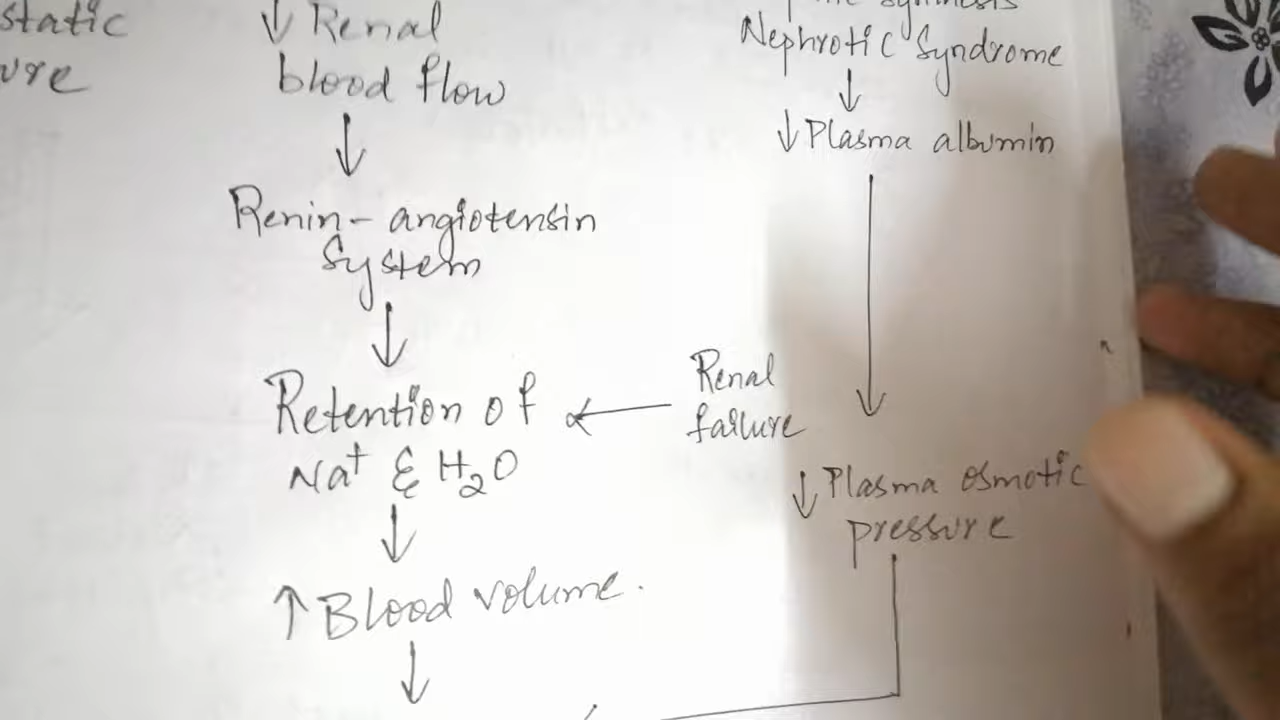 static
ure
↓ Renal
blood flow
↓
Renin-angiotensin
System
↓
Retention of
Na⁺ & H₂O
↓
↑ Blood volume.
↓
Renal
failure
synthesis
Nephrotic Syndrome
↓
↓ Plasma albumin
↓
↓ Plasma osmotic
pressure